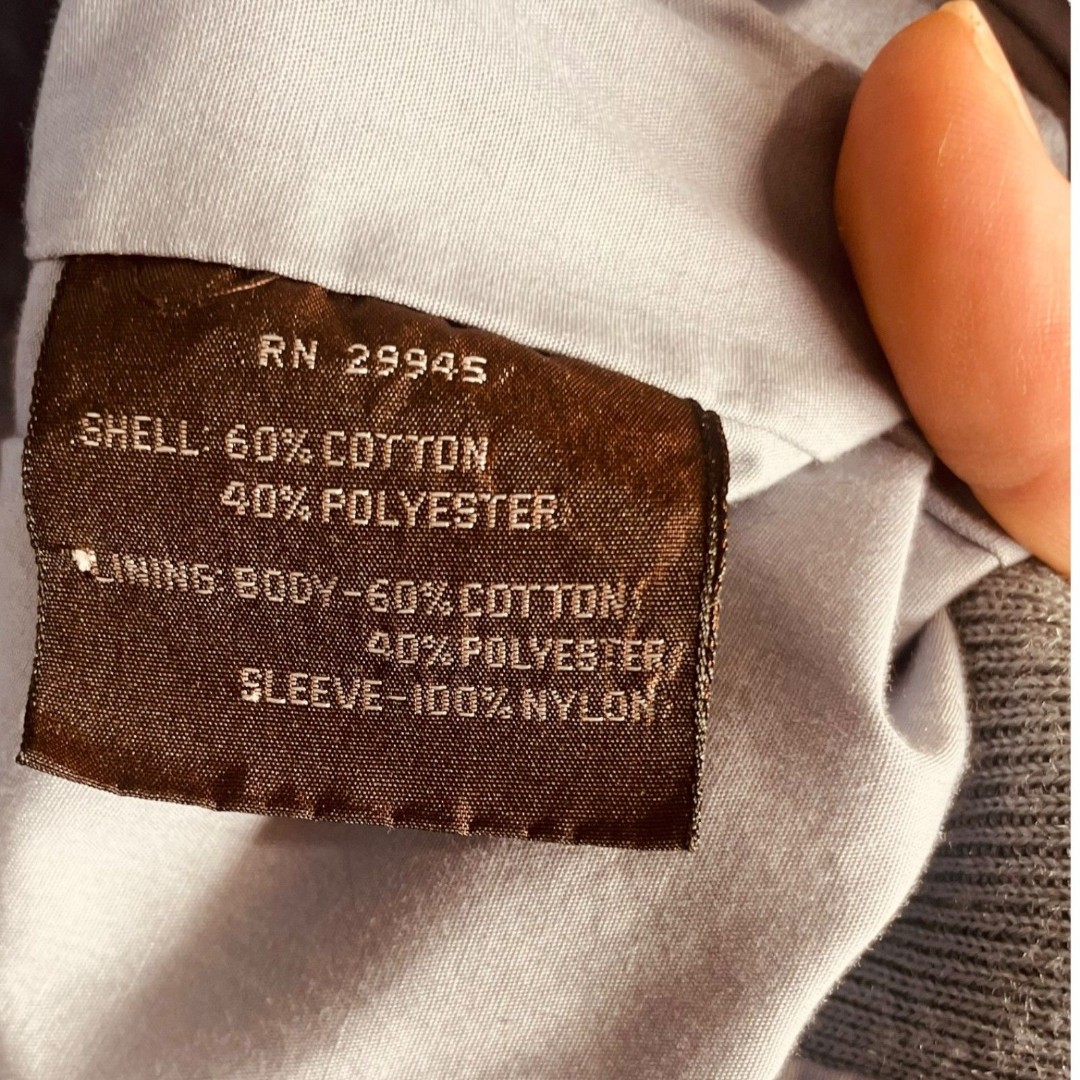 RN 29945
SHELL: 60% COTTON
40% POLYESTER
LINING: BODY-60% COTTON
40% POLYESTER
SLEEVE-100% NYLON